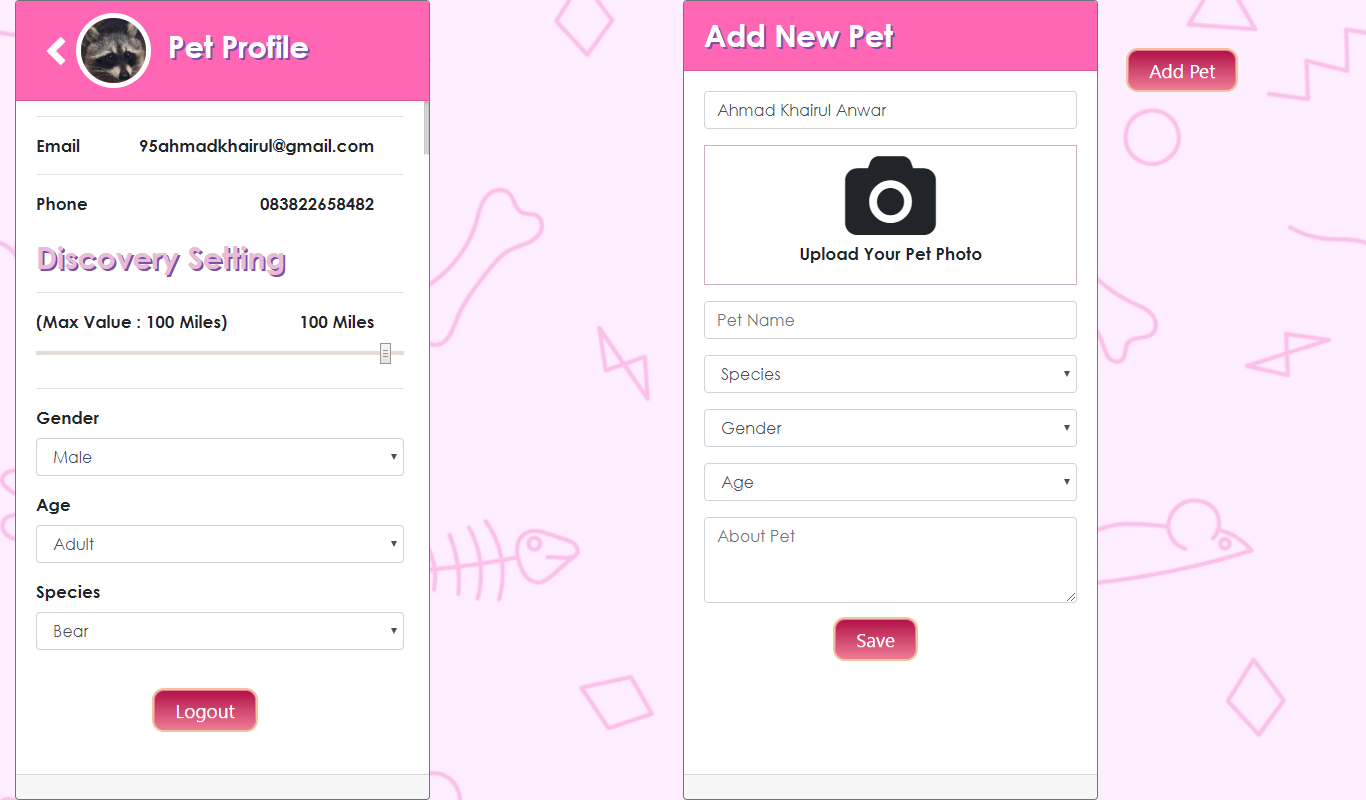 Pet Profile
Email 95ahmadkhairul@gmail.com
Phone 083822658482
Discovery Setting
(Max Value : 100 Miles) 100 Miles
Gender
Male
Age
Adult
Species
Bear
Logout
Add New Pet
Ahmad Khairul Anwar
Upload Your Pet Photo
Pet Name
Species
Gender
Age
About Pet
Save
Add Pet